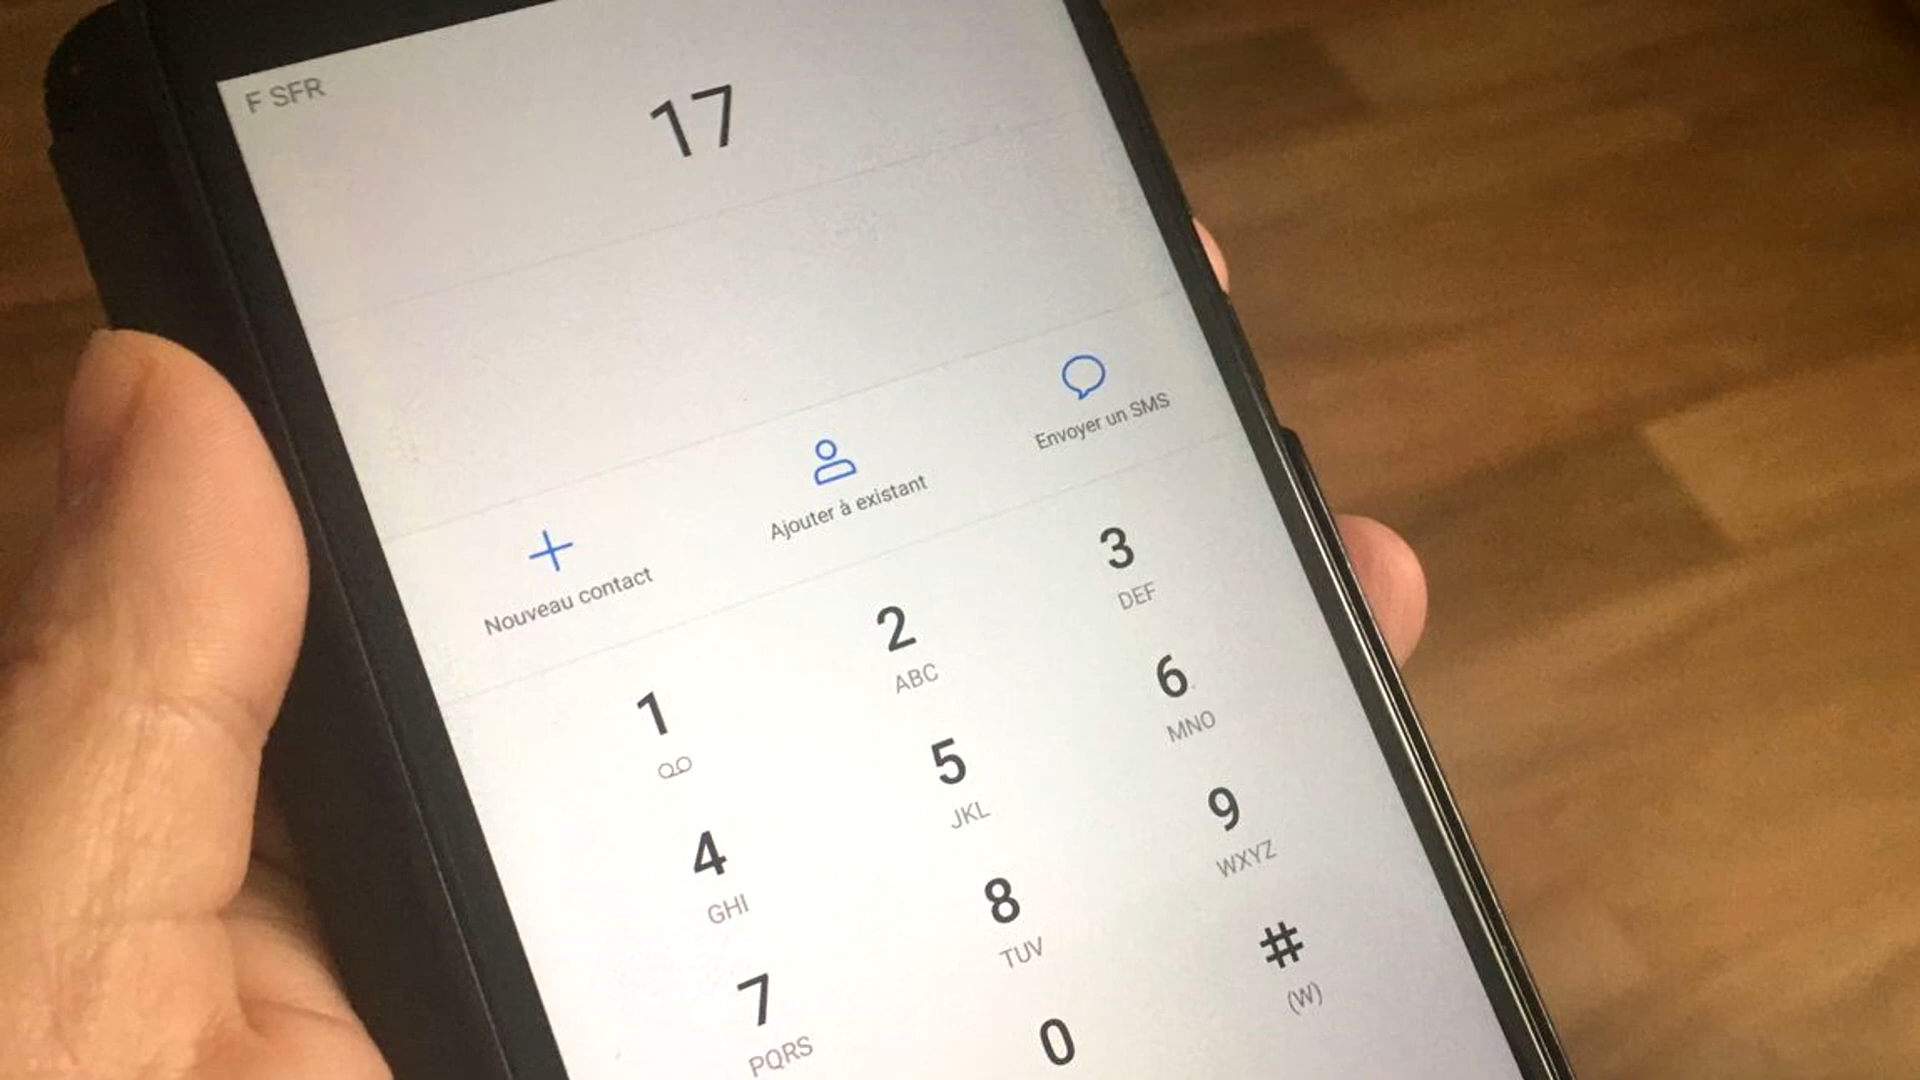 F SFR
17
Nouveau contact
Ajouter à existant
Envoyer un SMS
1 2 3
ABC DEF
4 5 6
GHI JKL MNO
7 8 9
PQRS TUV WXYZ
0 #
(W)